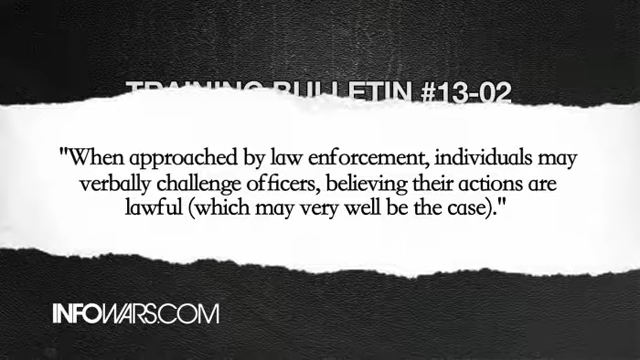 TRAINING BULLETIN #13-02
"When approached by law enforcement, individuals may
verbally challenge officers, believing their actions are
lawful (which may very well be the case)."
INFOWARS.COM